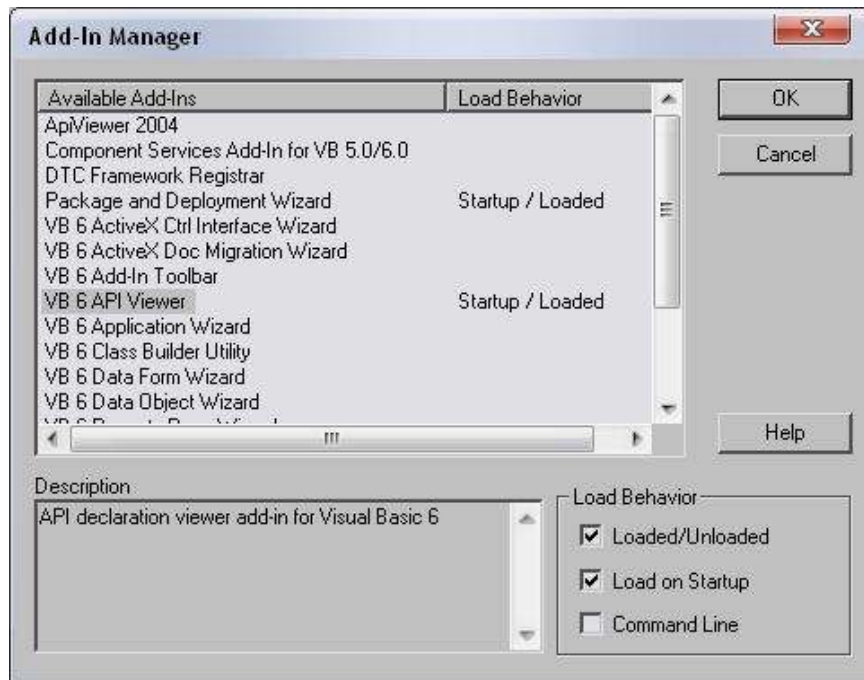 Add-In Manager
Available Add-Ins Load Behavior
ApiViewer 2004
Component Services Add-In for VB 5.0/6.0
DTC Framework Registrar
Package and Deployment Wizard Startup / Loaded
VB 6 ActiveX Ctrl Interface Wizard
VB 6 ActiveX Doc Migration Wizard
VB 6 Add-In Toolbar
VB 6 API Viewer Startup / Loaded
VB 6 Application Wizard
VB 6 Class Builder Utility
VB 6 Data Form Wizard
VB 6 Data Object Wizard
OK
Cancel
Help
Description
API declaration viewer add-in for Visual Basic 6
Load Behavior
Loaded/Unloaded
Load on Startup
Command Line